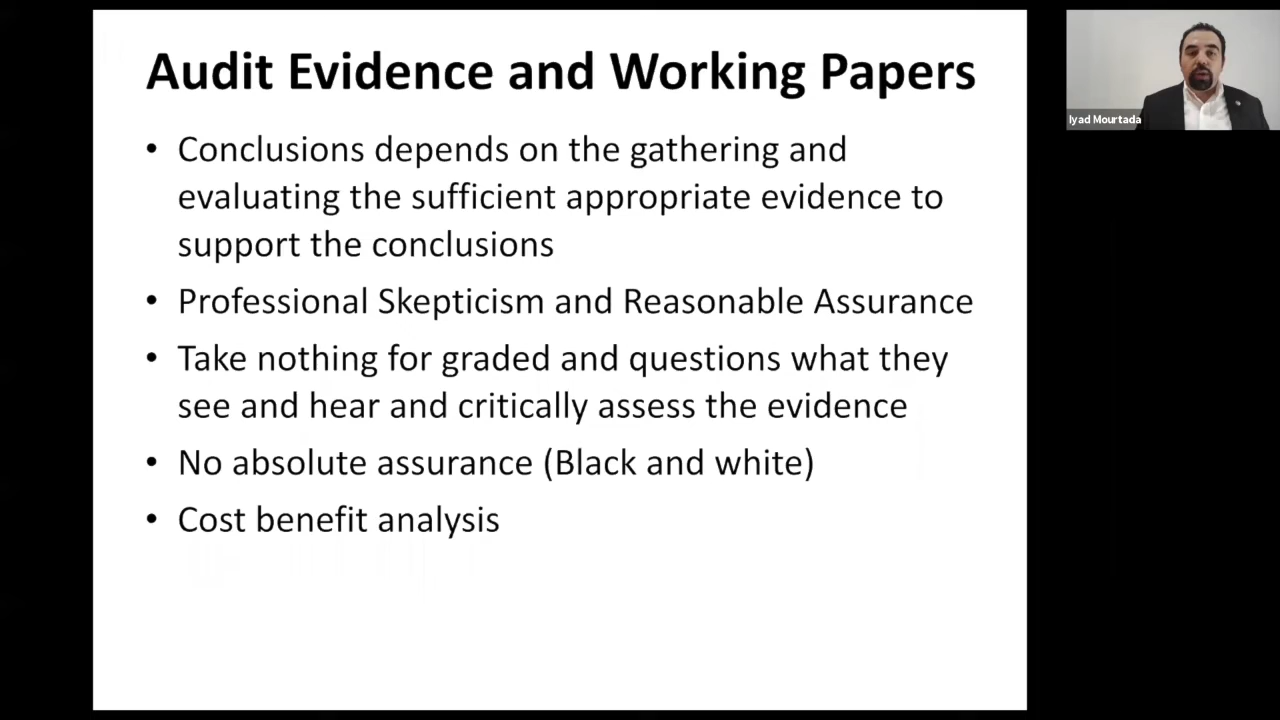 Audit Evidence and Working Papers
• Conclusions depends on the gathering and
evaluating the sufficient appropriate evidence to
support the conclusions
• Professional Skepticism and Reasonable Assurance
• Take nothing for graded and questions what they
see and hear and critically assess the evidence
• No absolute assurance (Black and white)
• Cost benefit analysis
Iyad Mourtada